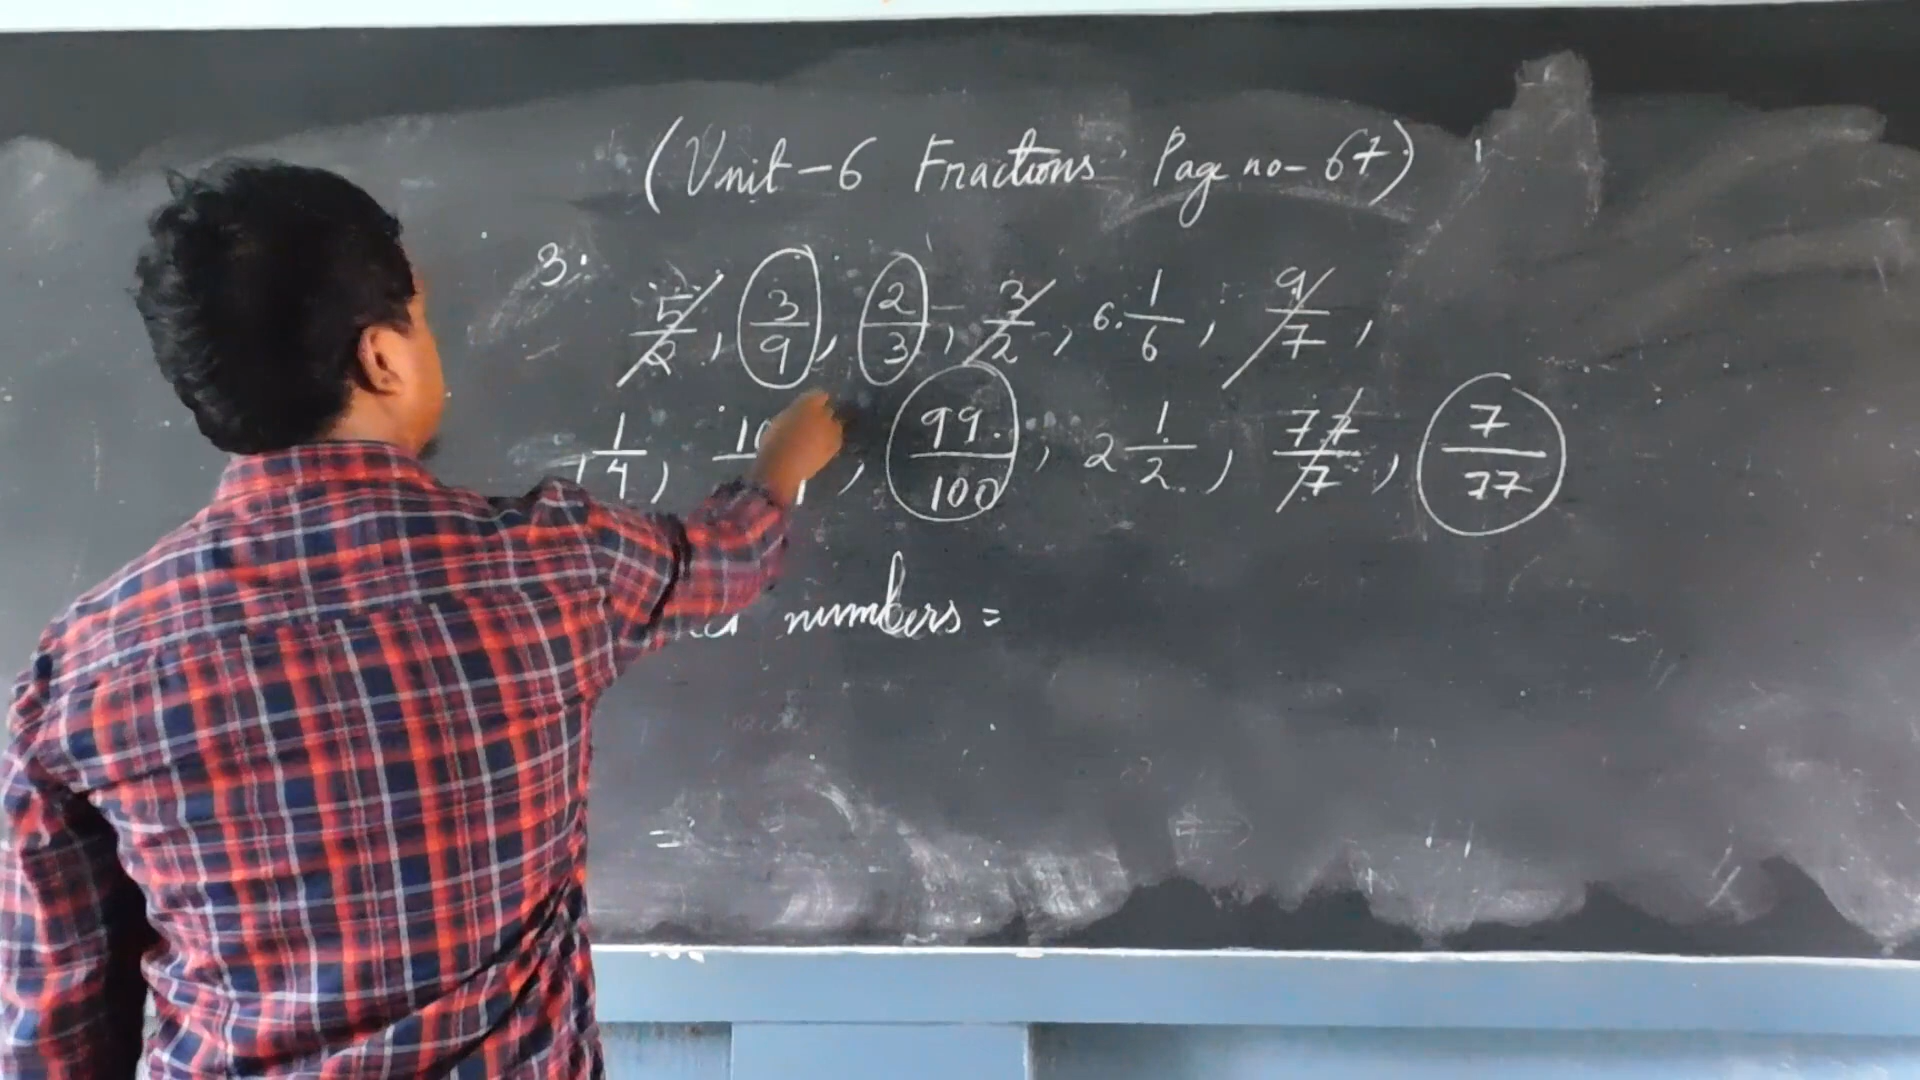 (Unit-6 Fractions Page no-67)
3. 5/2, 3/9, 2/3, 3/2, 6 1/6, 9/7,
1/4, , 99/100, 2 1/2, 77/7, 7/77
numbers =